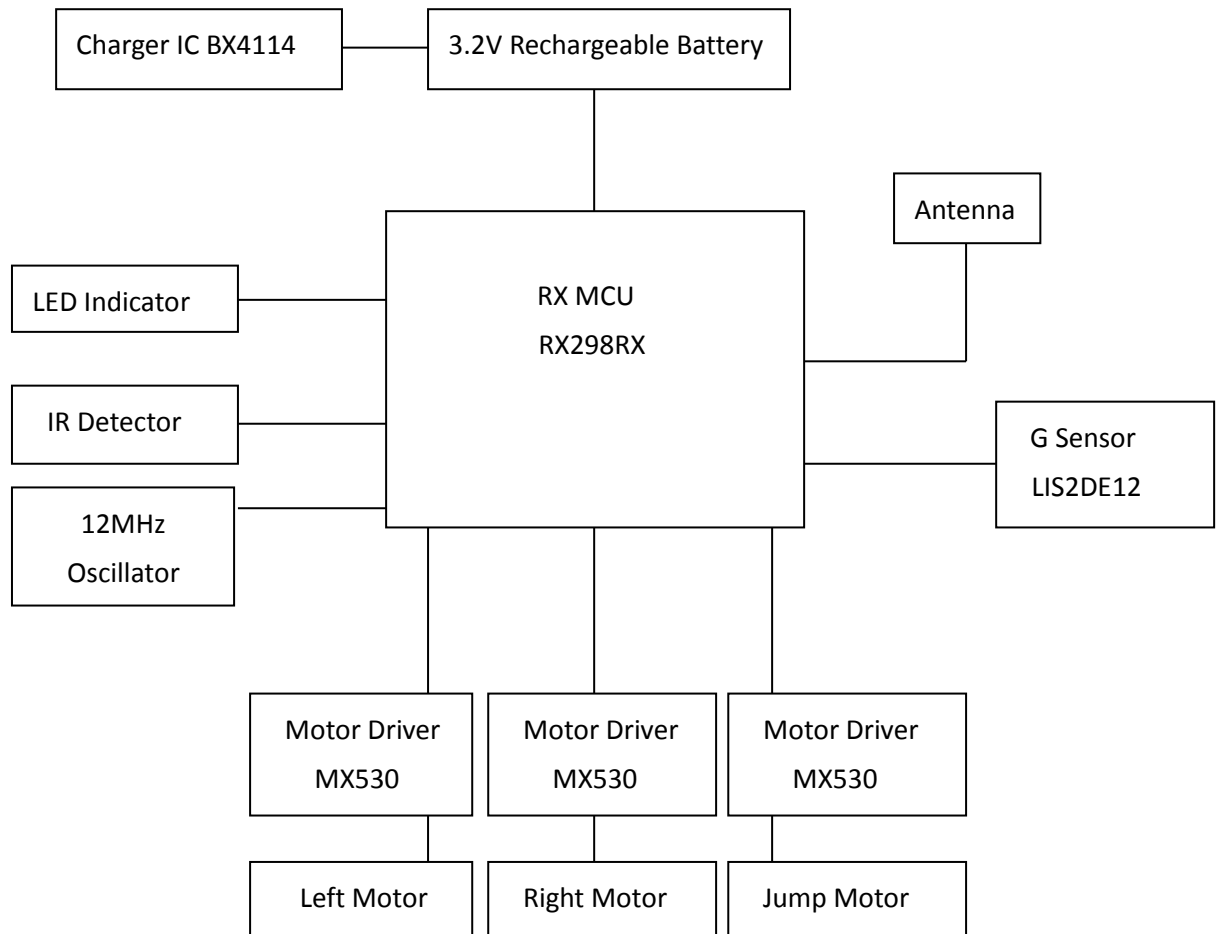 Charger IC BX4114
3.2V Rechargeable Battery
Antenna
RX MCU
RX298RX
LED Indicator
IR Detector
G Sensor
LIS2DE12
12MHz
Oscillator
Motor Driver
MX530
Motor Driver
MX530
Motor Driver
MX530
Left Motor
Right Motor
Jump Motor